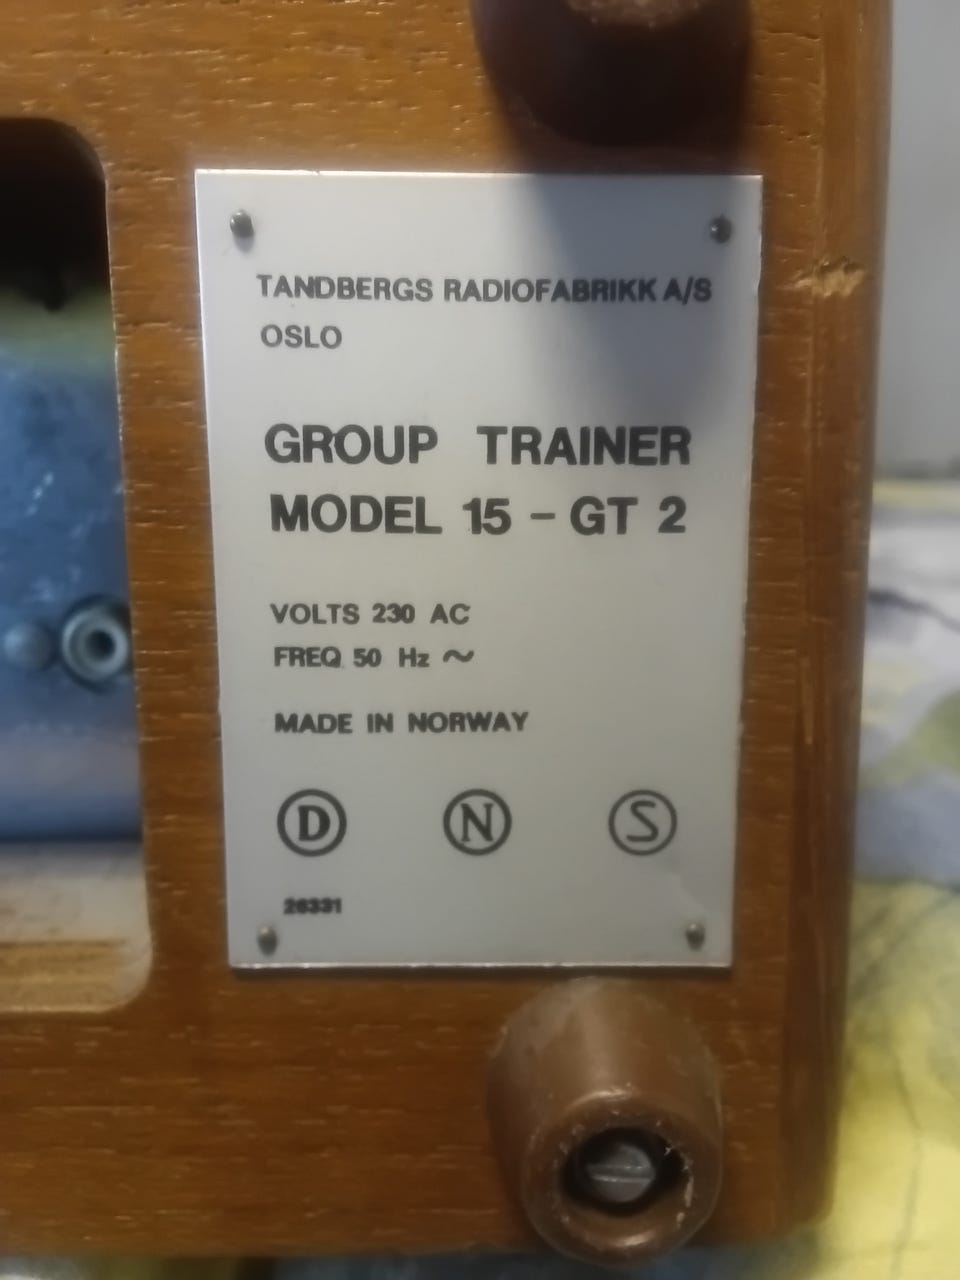 TANDBERGS RADIOFABRIKK A/S
OSLO
GROUP TRAINER
MODEL 15 - GT 2
VOLTS 230 AC
FREQ 50 Hz ~
MADE IN NORWAY
D N S
26331